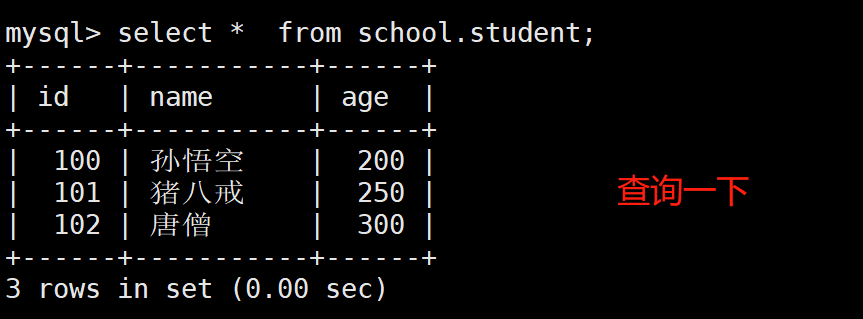 mysql> select *  from school.student;
+------+-----------+------+
| id   | name      | age  |
+------+-----------+------+
|  100 | 孙悟空    |  200 |
|  101 | 猪八戒    |  250 |
|  102 | 唐僧      |  300 |
+------+-----------+------+
3 rows in set (0.00 sec)
查询一下